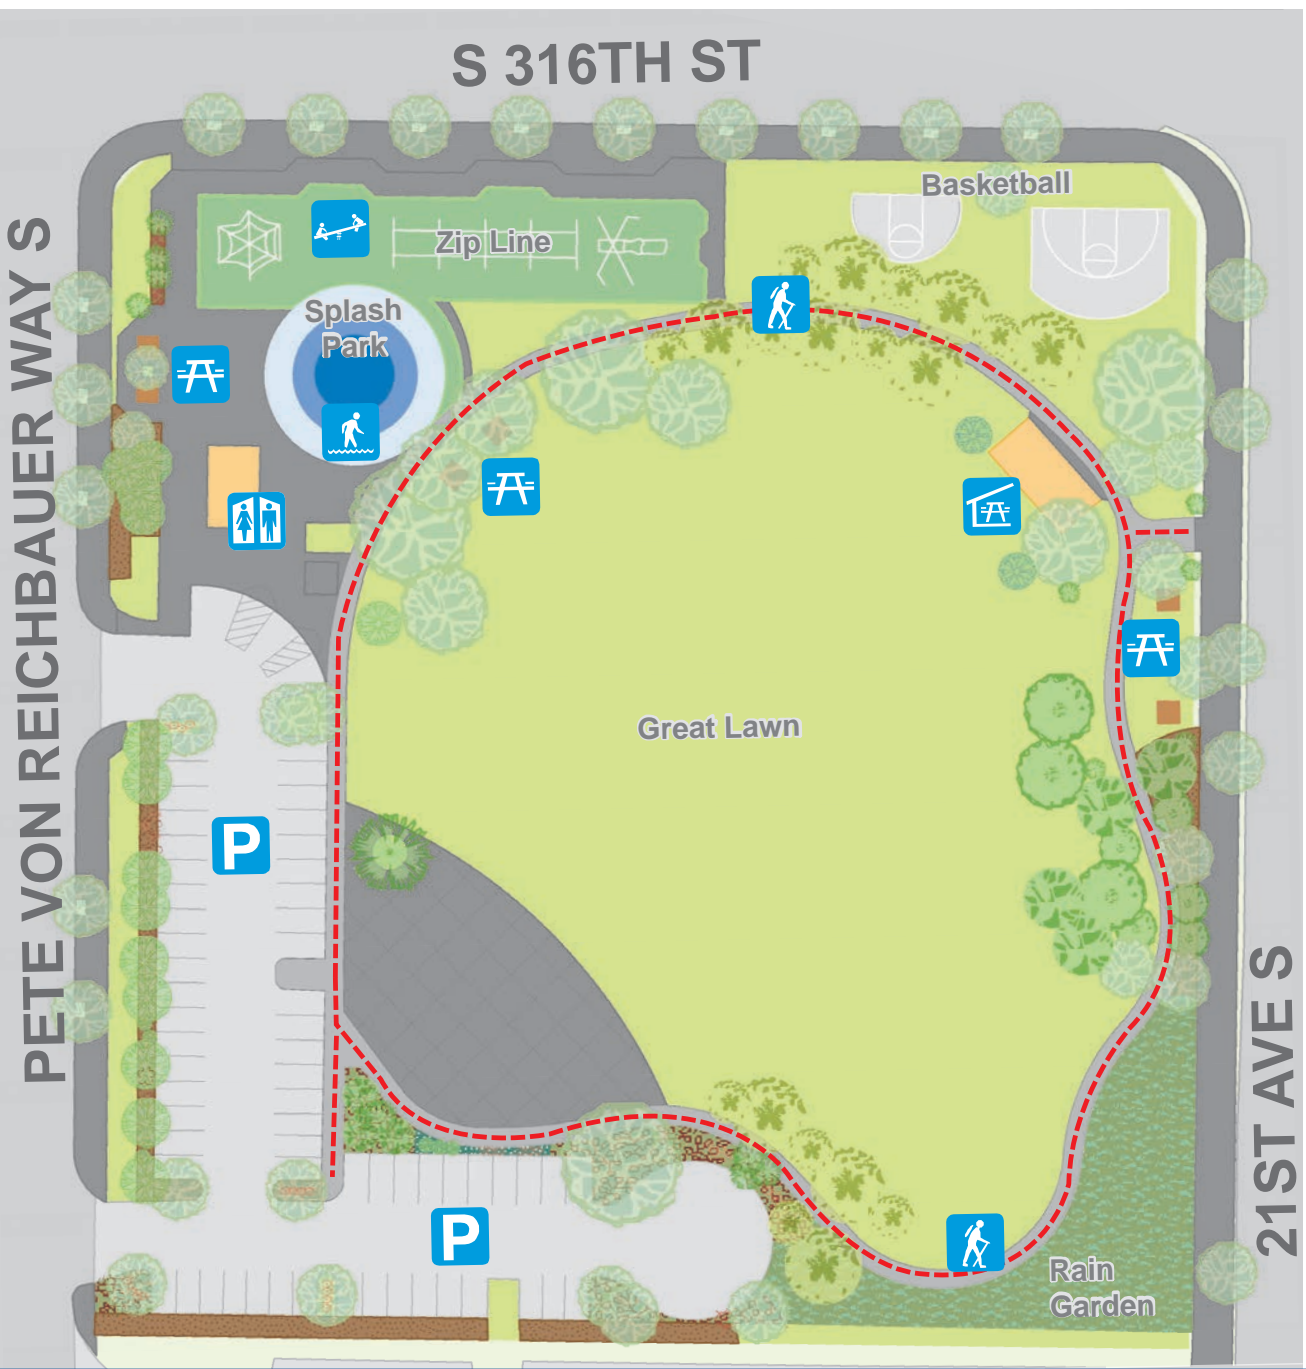 S 316TH ST
Basketball
Zip Line
Splash
Park
PETE VON REICHBAUER WAY S
Great Lawn
P
P
21ST AVE S
Rain
Garden